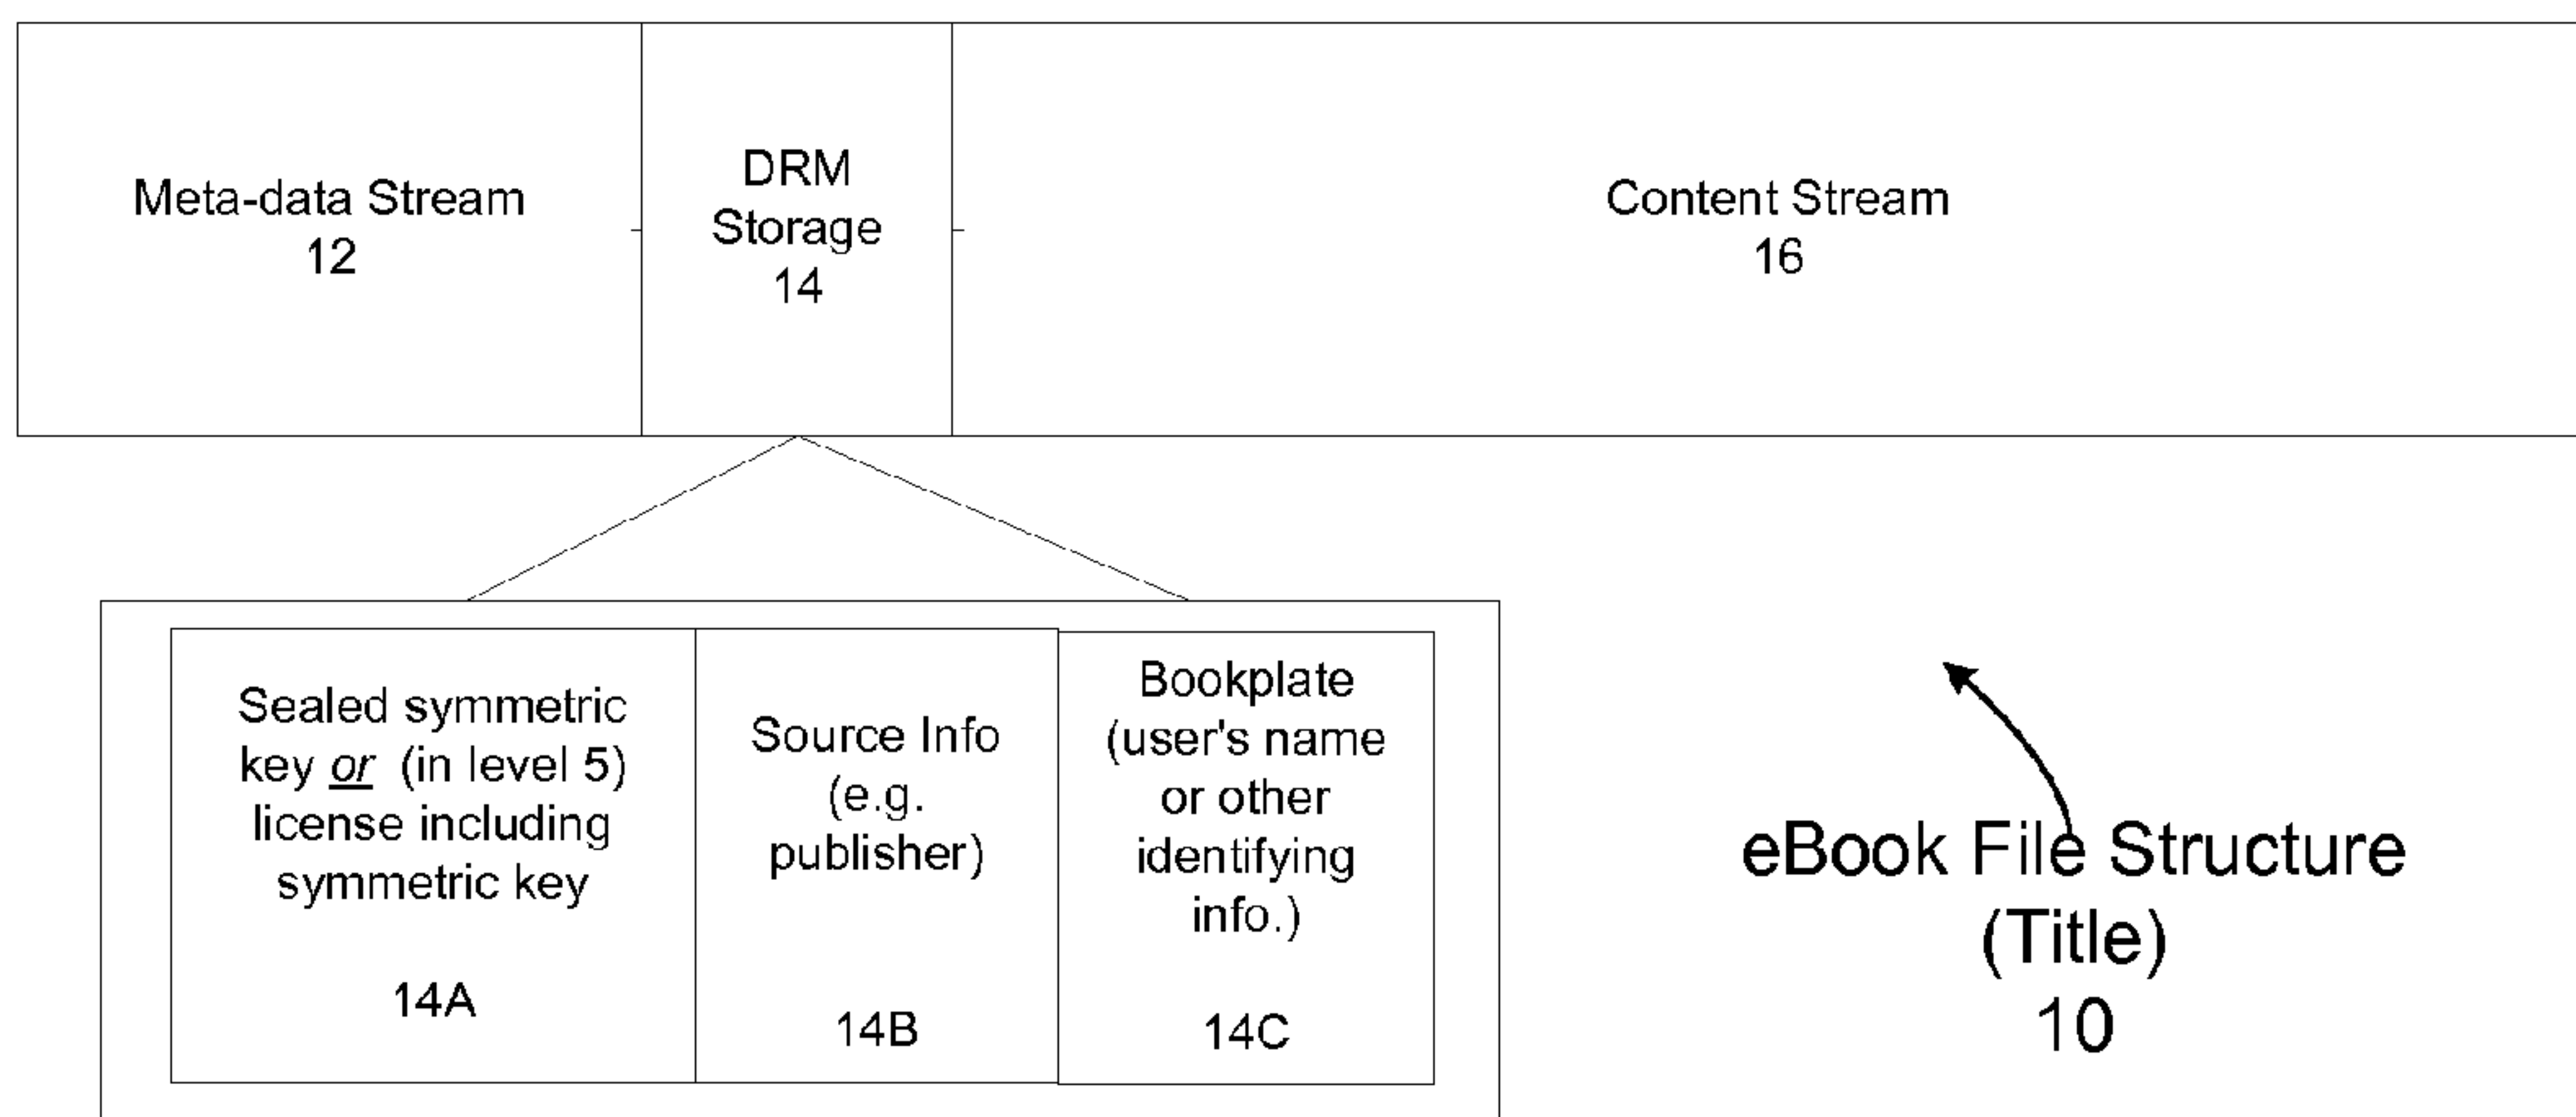 Meta-data Stream
12
DRM
Storage
14
Content Stream
16
Sealed symmetric
key or (in level 5)
license including
symmetric key
14A
Source Info
(e.g.
publisher)
14B
Bookplate
(user's name
or other
identifying
info.)
14C
eBook File Structure
(Title)
10